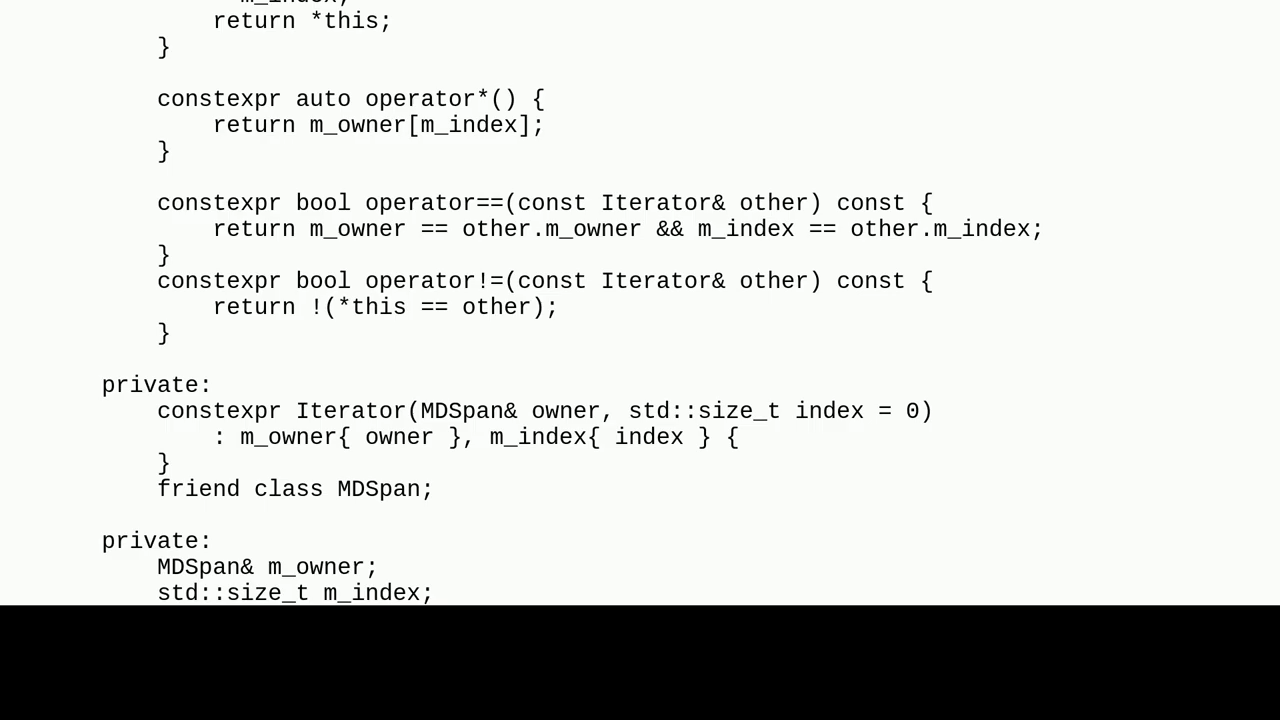 m_index;
return *this;
}
constexpr auto operator*() {
return m_owner[m_index];
}
constexpr bool operator==(const Iterator& other) const {
return m_owner == other.m_owner && m_index == other.m_index;
}
constexpr bool operator!=(const Iterator& other) const {
return !(*this == other);
}
private:
constexpr Iterator(MDSpan& owner, std::size_t index = 0)
: m_owner{ owner }, m_index{ index } {
}
friend class MDSpan;
private:
MDSpan& m_owner;
std::size_t m_index;